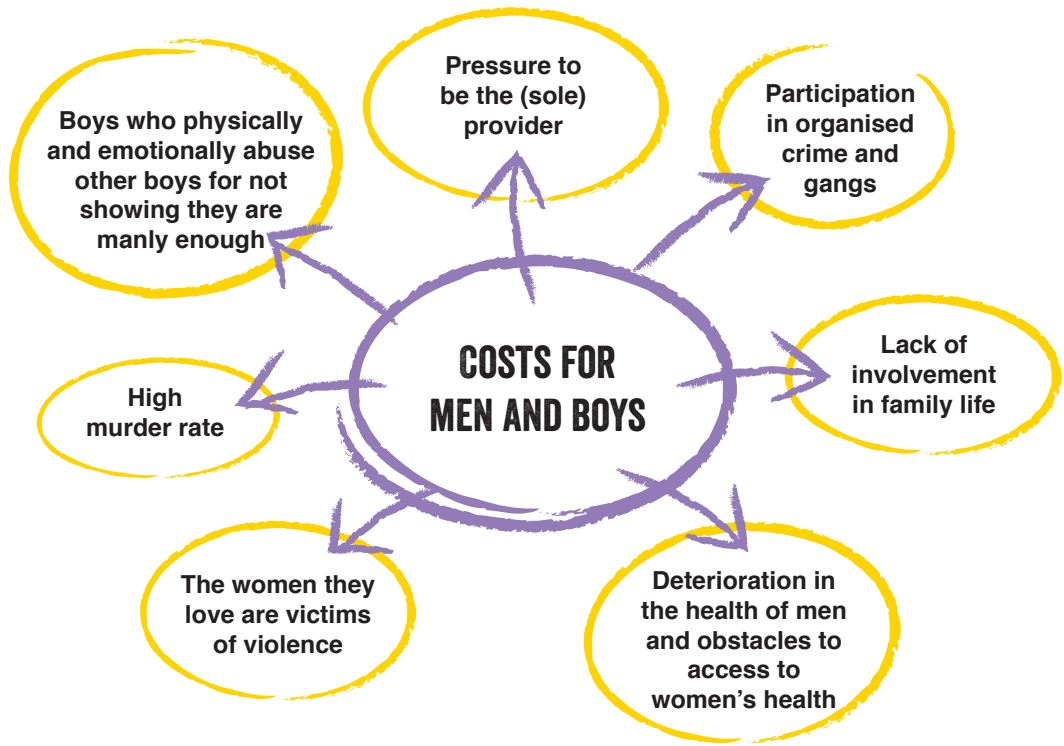 Pressure to
be the (sole)
provider
Participation
in organised
crime and
gangs
Boys who physically
and emotionally abuse
other boys for not
showing they are
manly enough
COSTS FOR
MEN AND BOYS
Lack of
involvement
in family life
High
murder rate
The women they
love are victims
of violence
Deterioration in
the health of men
and obstacles to
access to
women’s health